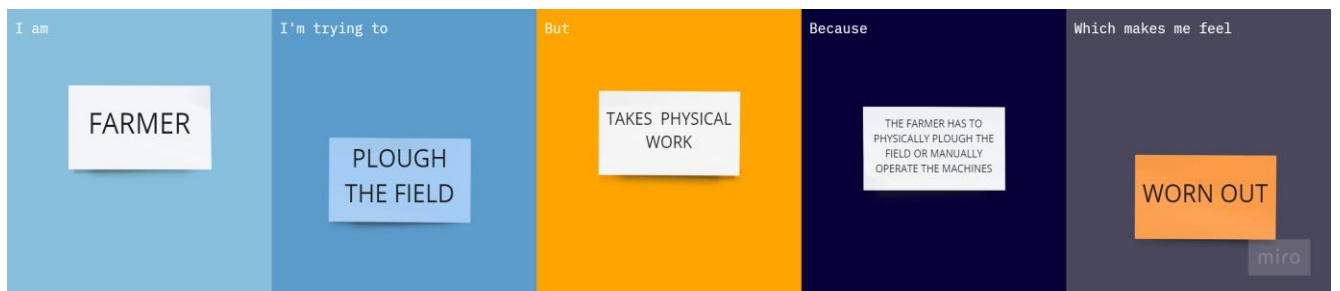 I am
FARMER
I'm trying to
PLOUGH
THE FIELD
But
TAKES PHYSICAL
WORK
Because
THE FARMER HAS TO
PHYSICALLY PLOUGH THE
FIELD OR MANUALLY
OPERATE THE MACHINES
Which makes me feel
WORN OUT
miro